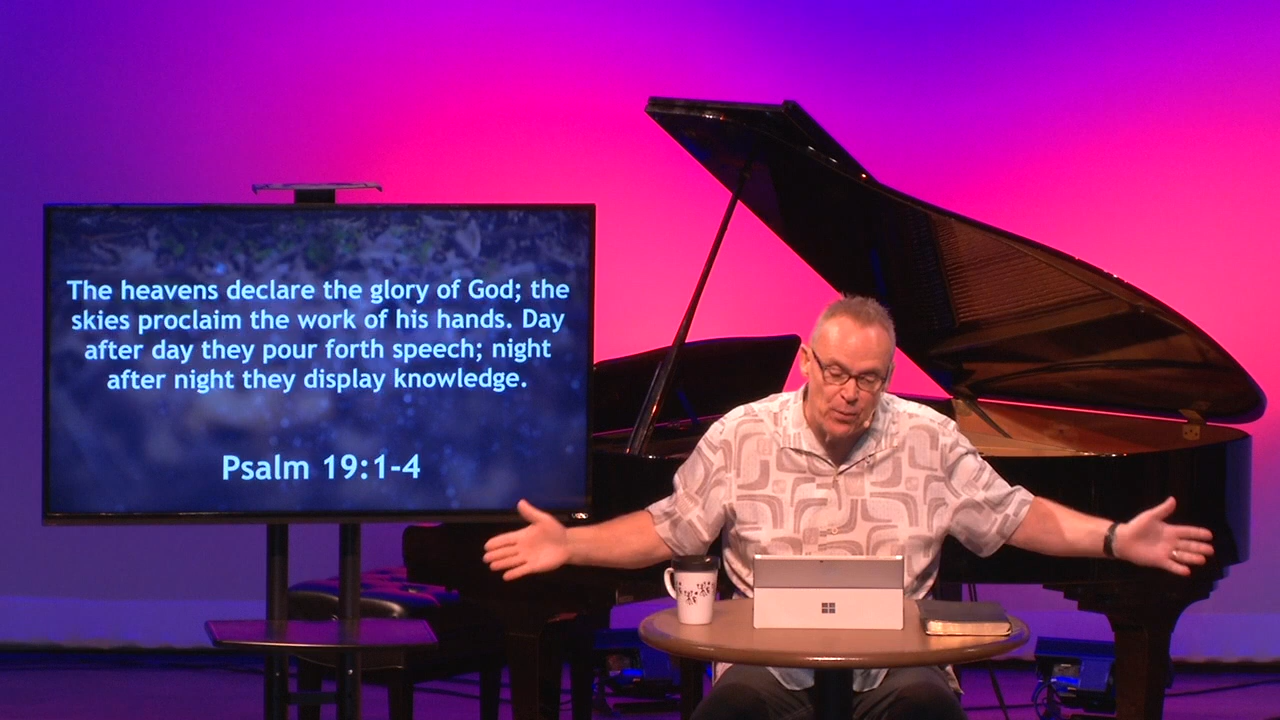 The heavens declare the glory of God; the
skies proclaim the work of his hands. Day
after day they pour forth speech; night
after night they display knowledge.
Psalm 19:1-4